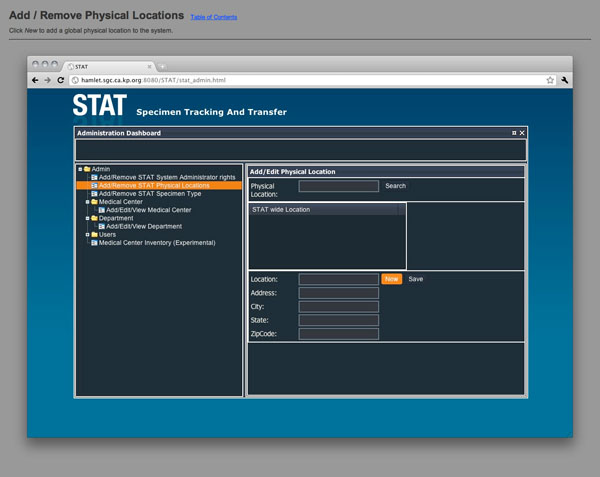 Add / Remove Physical Locations Table of Contents
Click New to add a global physical location to the system.
STAT
hamlet.sgc.ca.kp.org:8080/STAT/stat_admin.html
STAT Specimen Tracking And Transfer
Administration Dashboard
Admin
Add/Remove STAT System Administrator rights
Add/Remove STAT Physical Locations
Add/Remove STAT Specimen Type
Medical Center
Add/Edit/View Medical Center
Department
Add/Edit/View Department
Users
Medical Center Inventory (Experimental)
Add/Edit Physical Location
Physical
Location: Search
STAT wide Location
Location: New Save
Address:
City:
State:
ZipCode: